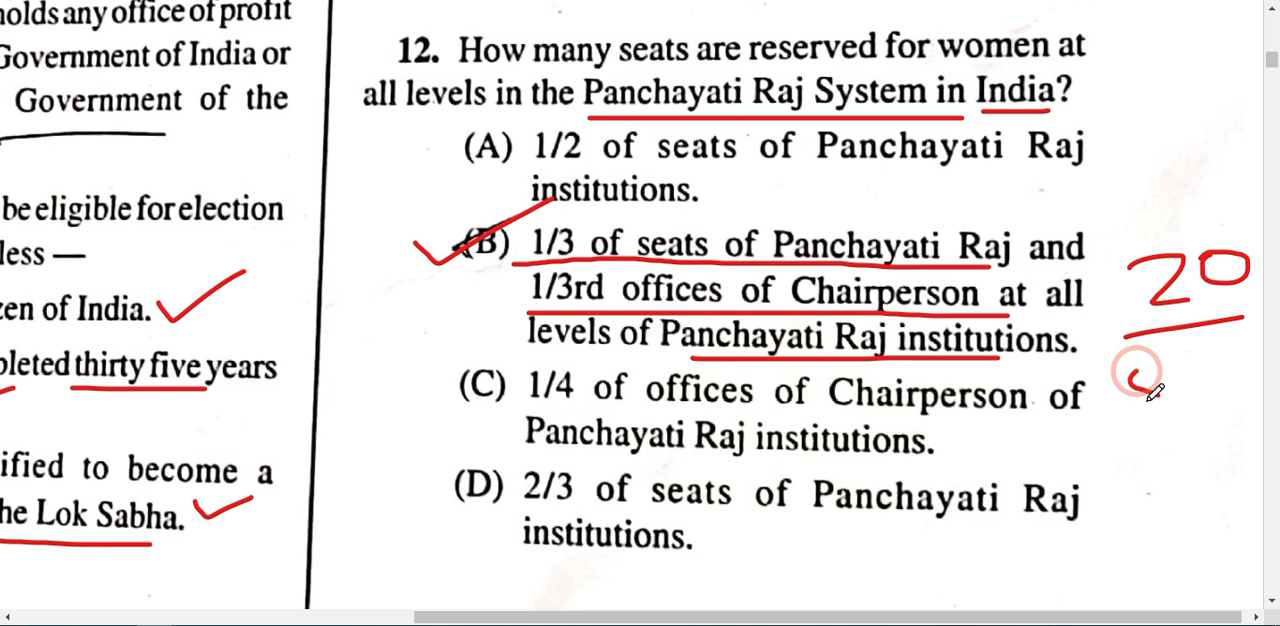 holds any office of profit
Government of India or
Government of the
be eligible for election
less —
zen of India.
pleted thirty five years
ified to become a
he Lok Sabha.
12. How many seats are reserved for women at
all levels in the Panchayati Raj System in India?
(A) 1/2 of seats of Panchayati Raj
institutions.
(B) 1/3 of seats of Panchayati Raj and
1/3rd offices of Chairperson at all
levels of Panchayati Raj institutions.
(C) 1/4 of offices of Chairperson of
Panchayati Raj institutions.
(D) 2/3 of seats of Panchayati Raj
institutions.
20